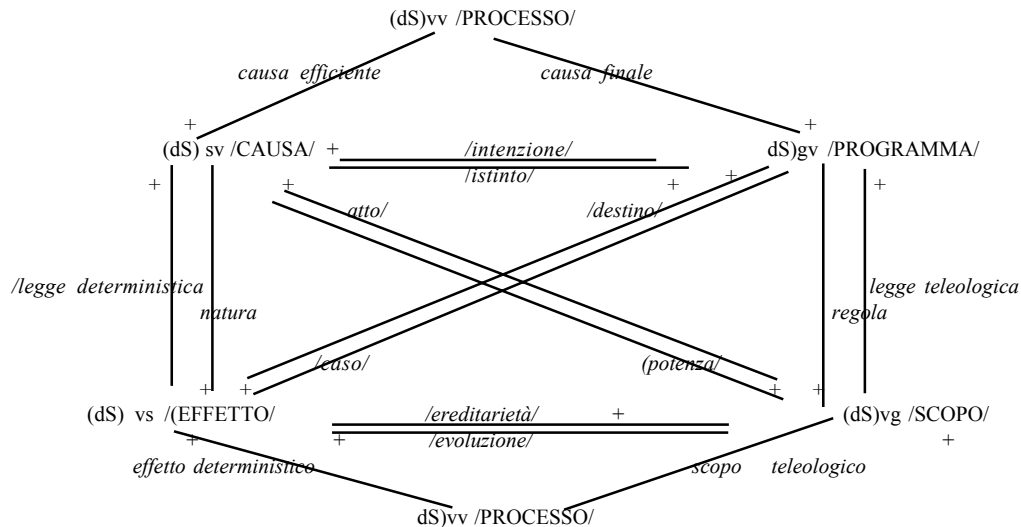 (dS)vv /PROCESSO/
causa efficiente causa finale
+ +
(dS) sv /CAUSA/ + /intenzione/ dS)gv /PROGRAMMA/
/istinto/
+ + + + +
atto/ /destino/
/legge deterministica legge teleologica
natura regola
/caso/ (potenza/
+ + + +
(dS) vs /(EFFETTO/ /ereditarietà/ + (dS)vg /SCOPO/
+ + /evoluzione/ +
effetto deterministico scopo teleologico
dS)vv /PROCESSO/